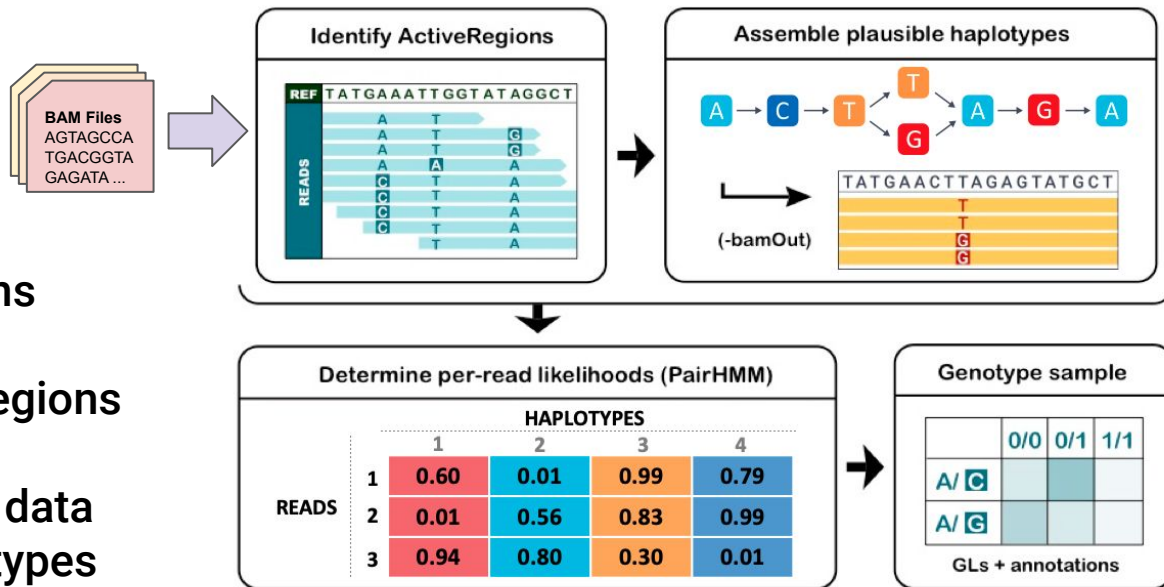 Identify ActiveRegions
Assemble plausible haplotypes
BAM Files
AGTAGCCA
TGACGGTA
GAGATA ...
REF TATGAAATTGGTATAGGCT
READS
A T
A T G
A T G
A A A
C T A
C T A
C T A
C T A
T A
A C T T G A G A
(-bamOut)
TATGAACTTAGAGTATGCT
T
T
G
G
ns
egions
data
types
Determine per-read likelihoods (PairHMM)
HAPLOTYPES
1 2 3 4
READS
1 0.60 0.01 0.99 0.79
2 0.01 0.56 0.83 0.99
3 0.94 0.80 0.30 0.01
Genotype sample
0/0 0/1 1/1
A/ C
A/ G
GLs + annotations